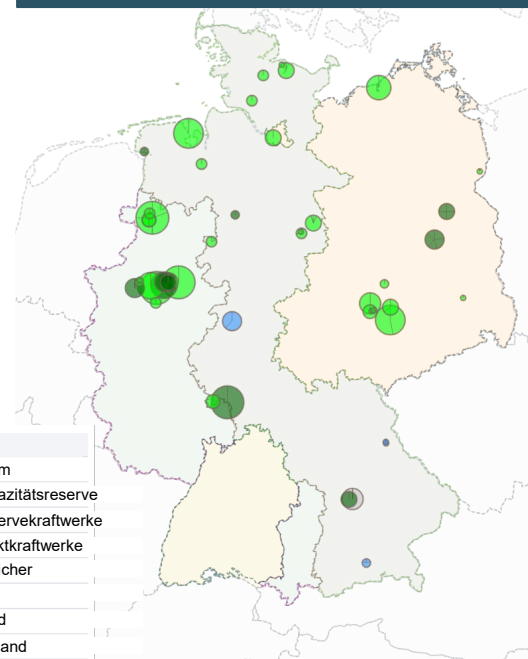 m
azitätsreserve
ervekraftwerke
ktkraftwerke
cher
d
and